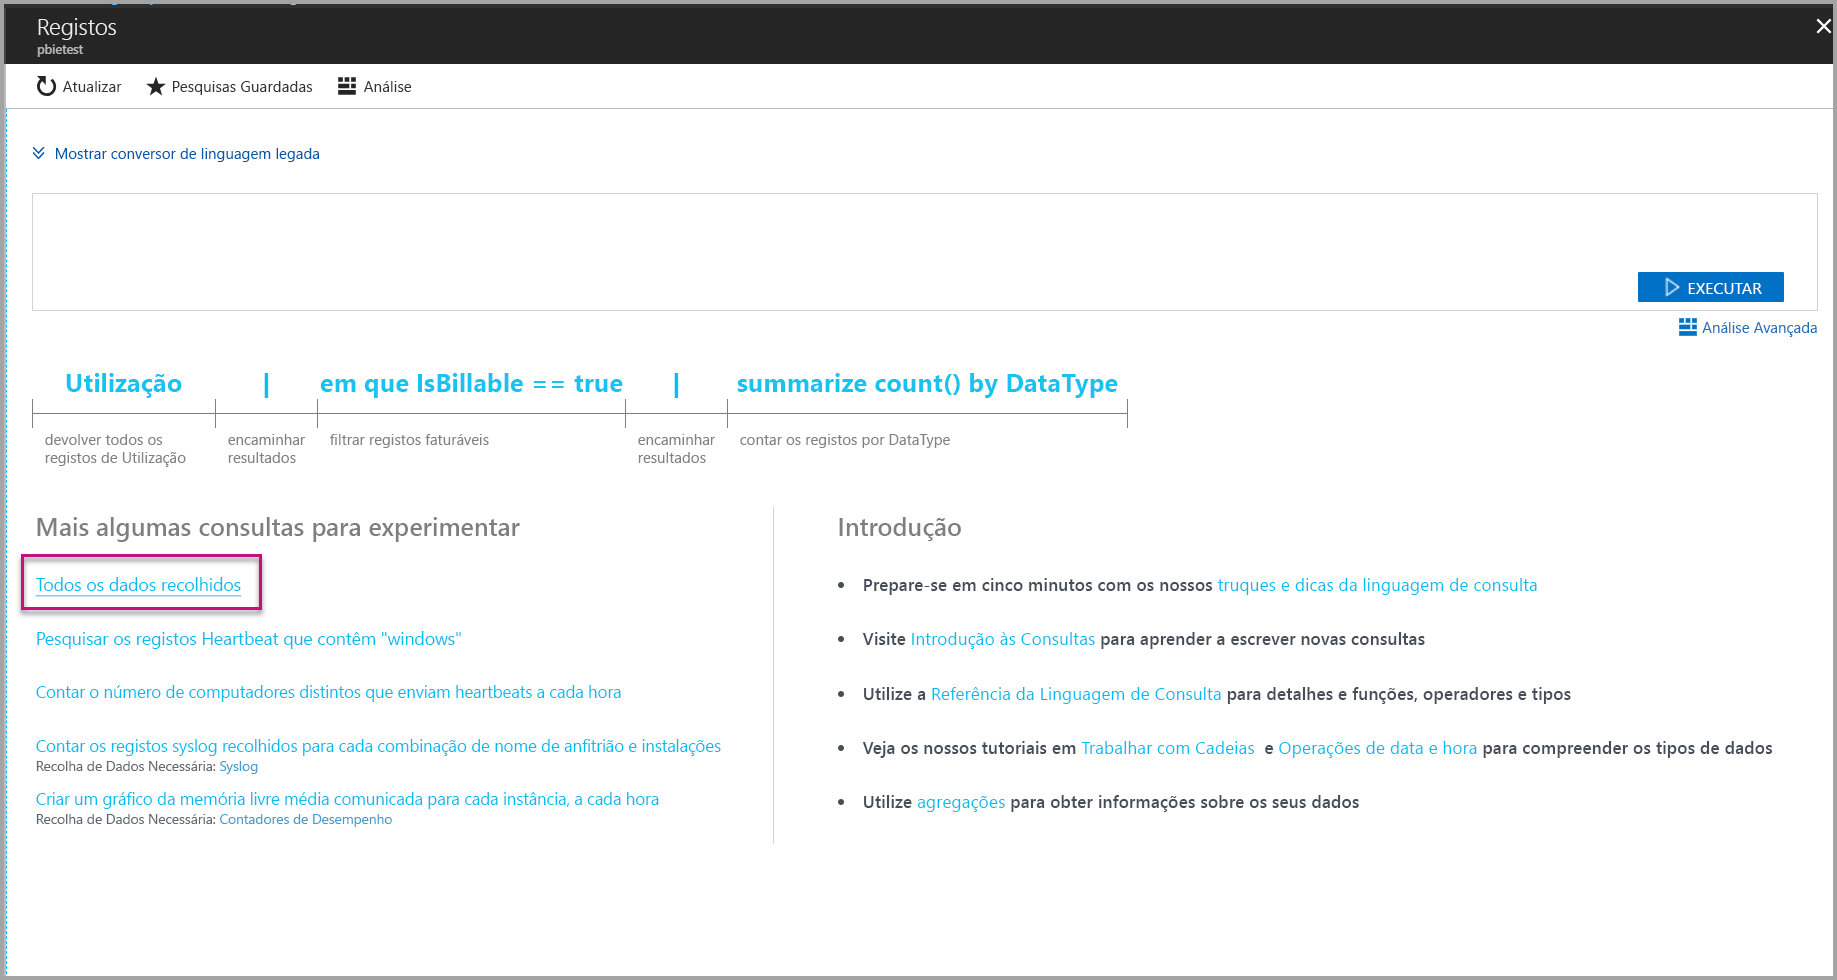 Registos
pbietest
Atualizar
Pesquisas Guardadas
Análise
Mostrar conversor de linguagem legada
EXECUTAR
Análise Avançada
Utilização | em que IsBillable == true | summarize count() by DataType
devolver todos os
registos de Utilização
encaminhar
resultados
filtrar registos faturáveis
encaminhar
resultados
contar os registos por DataType
Mais algumas consultas para experimentar
Todos os dados recolhidos
Pesquisar os registos Heartbeat que contêm "windows"
Contar o número de computadores distintos que enviam heartbeats a cada hora
Contar os registos syslog recolhidos para cada combinação de nome de anfitrião e instalações
Recolha de Dados Necessária: Syslog
Criar um gráfico da memória livre média comunicada para cada instância, a cada hora
Recolha de Dados Necessária: Contadores de Desempenho
Introdução
• Prepare-se em cinco minutos com os nossos truques e dicas da linguagem de consulta
• Visite Introdução às Consultas para aprender a escrever novas consultas
• Utilize a Referência da Linguagem de Consulta para detalhes e funções, operadores e tipos
• Veja os nossos tutoriais em Trabalhar com Cadeias e Operações de data e hora para compreender os tipos de dados
• Utilize agregações para obter informações sobre os seus dados